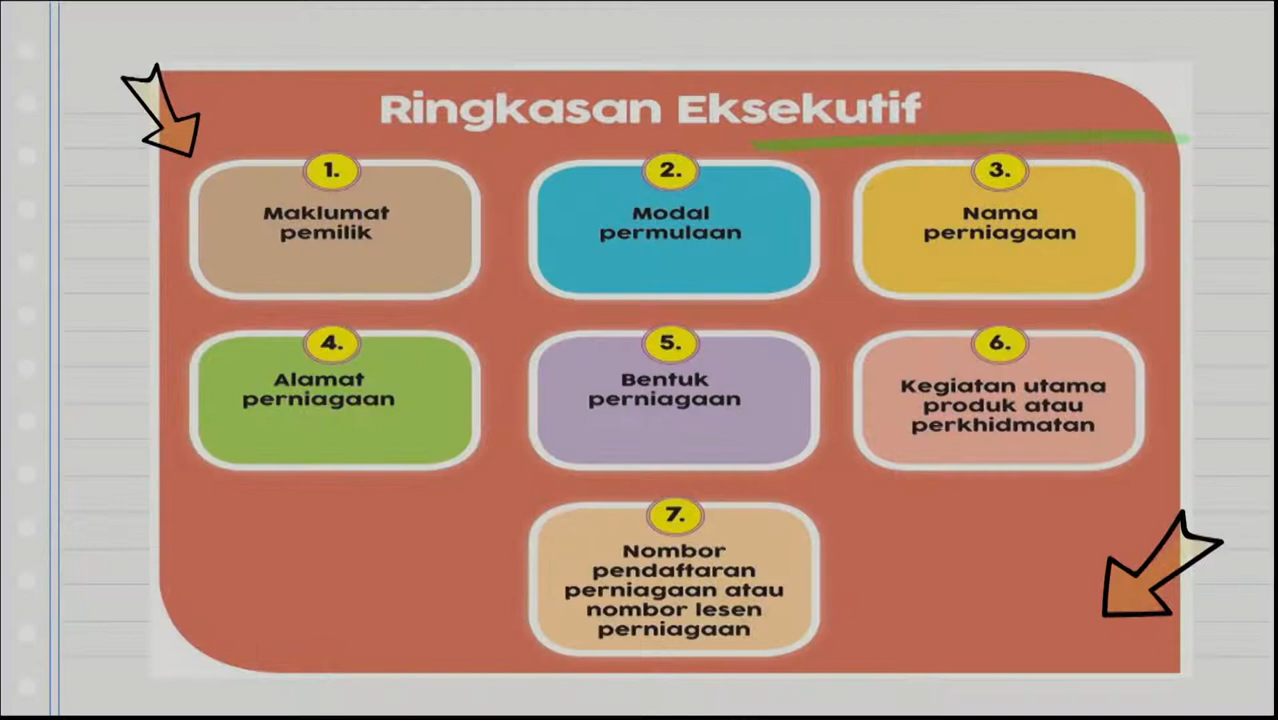 Ringkasan Eksekutif
1.
Maklumat
pemilik
2.
Modal
permulaan
3.
Nama
perniagaan
4.
Alamat
perniagaan
5.
Bentuk
perniagaan
6.
Kegiatan utama
produk atau
perkhidmatan
7.
Nombor
pendaftaran
perniagaan atau
nombor lesen
perniagaan